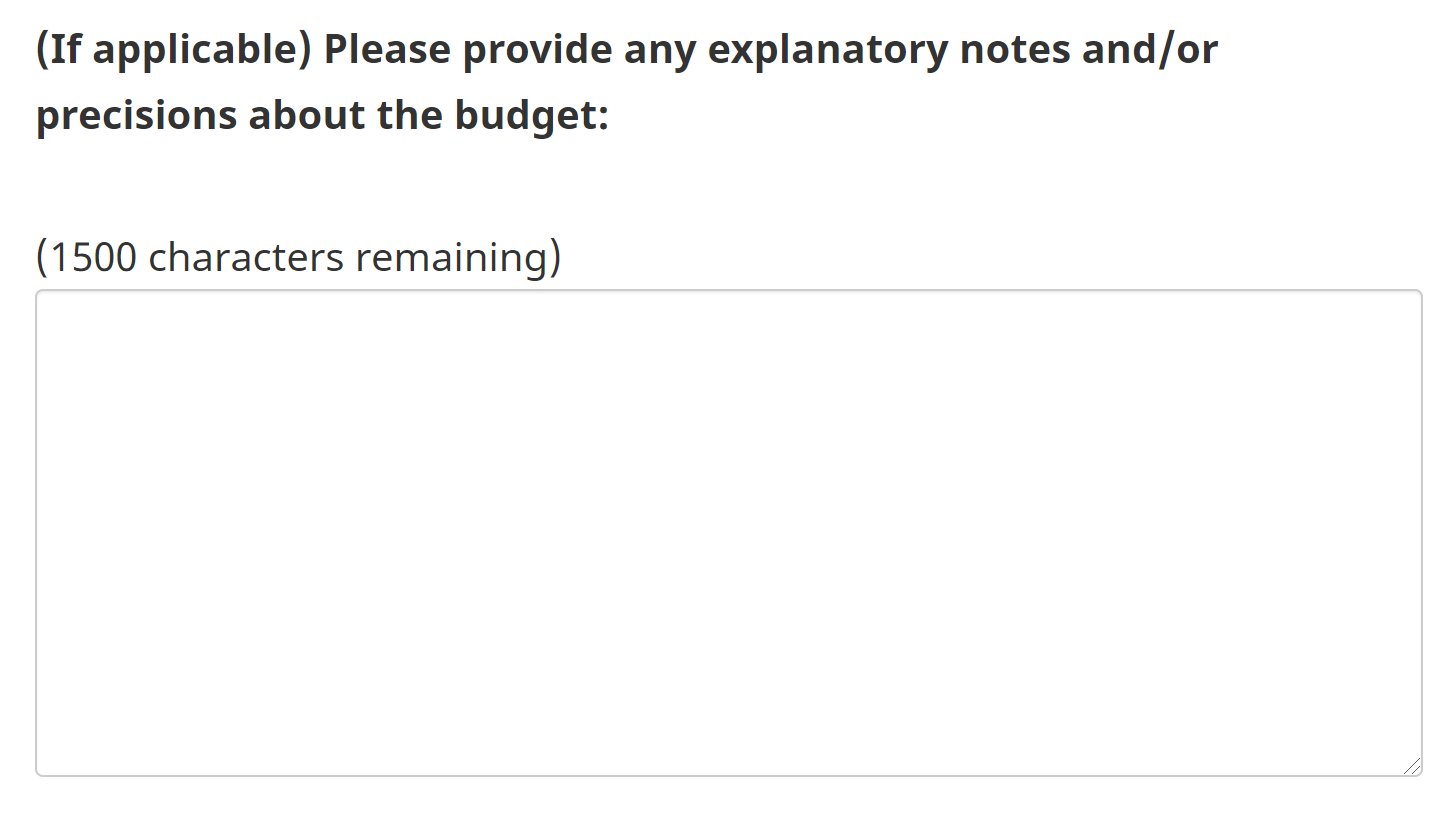 (If applicable) Please provide any explanatory notes and/or
precisions about the budget:
(1500 characters remaining)